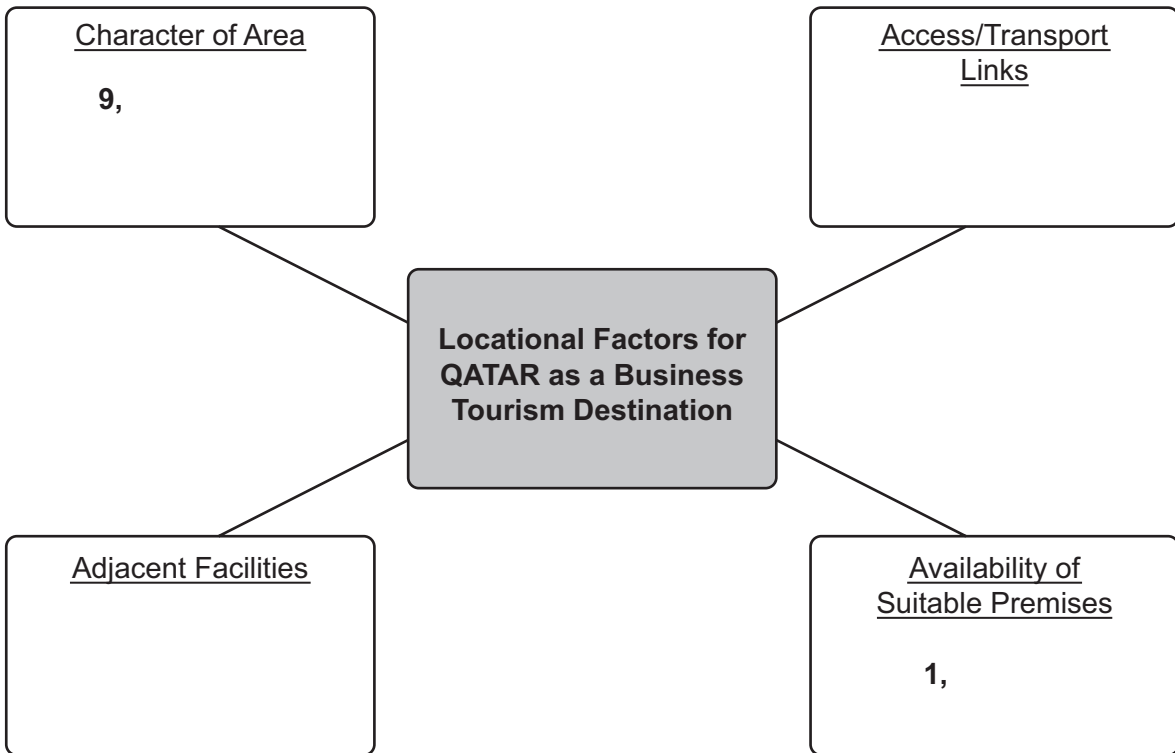 Character of Area
9,
Access/Transport
Links
Locational Factors for
QATAR as a Business
Tourism Destination
Adjacent Facilities
Availability of
Suitable Premises
1,